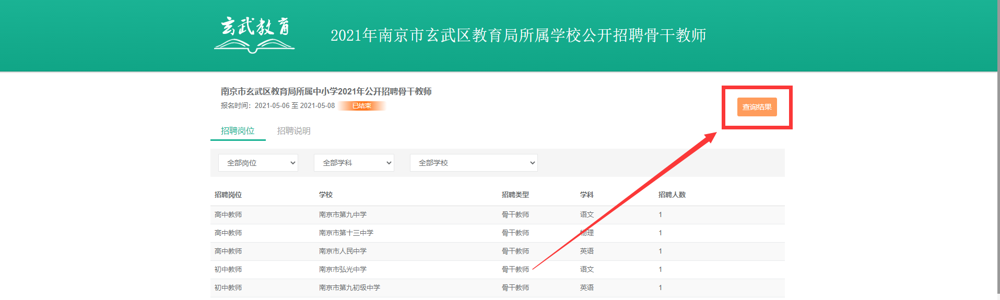 玄武教育
2021年南京市玄武区教育局所属学校公开招聘骨干教师
南京市玄武区教育局所属中小学2021年公开招聘骨干教师
报名时间：2021-05-06 至 2021-05-08 已结束
查询结果
招聘岗位 招聘说明
全部岗位 全部学科 全部学校
招聘岗位 学校 招聘类型 学科 招聘人数
高中教师 南京市第九中学 骨干教师 语文 1
高中教师 南京市第十三中学 骨干教师 物理 1
高中教师 南京市人民中学 骨干教师 英语 1
初中教师 南京市弘光中学 骨干教师 语文 1
初中教师 南京市第九初级中学 骨干教师 英语 1